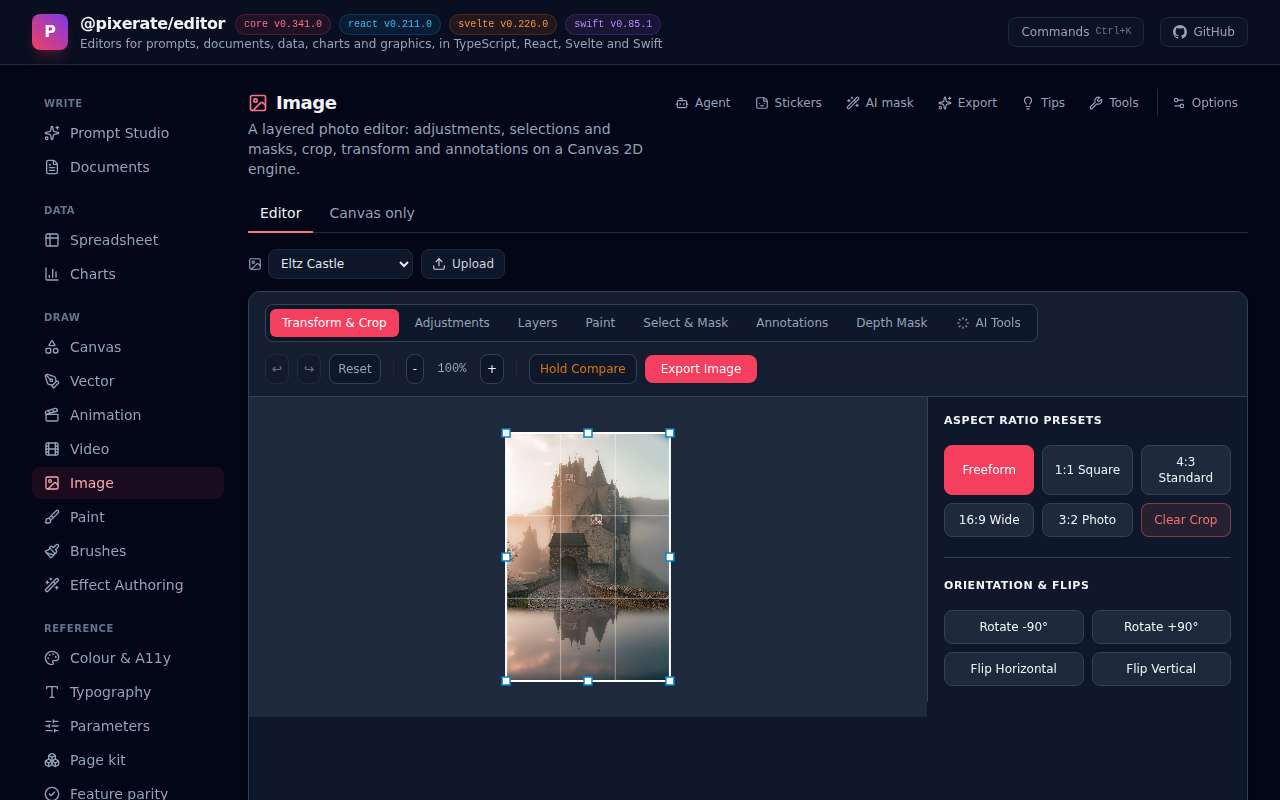 P
@pixerate/editor
core v0.341.0
react v0.211.0
svelte v0.226.0
swift v0.85.1
Editors for prompts, documents, data, charts and graphics, in TypeScript, React, Svelte and Swift
Commands Ctrl+K
GitHub
WRITE
Prompt Studio
Documents
DATA
Spreadsheet
Charts
DRAW
Canvas
Vector
Animation
Video
Image
Paint
Brushes
Effect Authoring
REFERENCE
Colour & A11y
Typography
Parameters
Page kit
Feature parity
Image
A layered photo editor: adjustments, selections and
masks, crop, transform and annotations on a Canvas 2D
engine.
Agent
Stickers
AI mask
Export
Tips
Tools
Options
Editor
Canvas only
Eltz Castle
Upload
Transform & Crop
Adjustments
Layers
Paint
Select & Mask
Annotations
Depth Mask
AI Tools
Reset
-
100%
+
Hold Compare
Export Image
ASPECT RATIO PRESETS
Freeform
1:1 Square
4:3
Standard
16:9 Wide
3:2 Photo
Clear Crop
ORIENTATION & FLIPS
Rotate -90°
Rotate +90°
Flip Horizontal
Flip Vertical